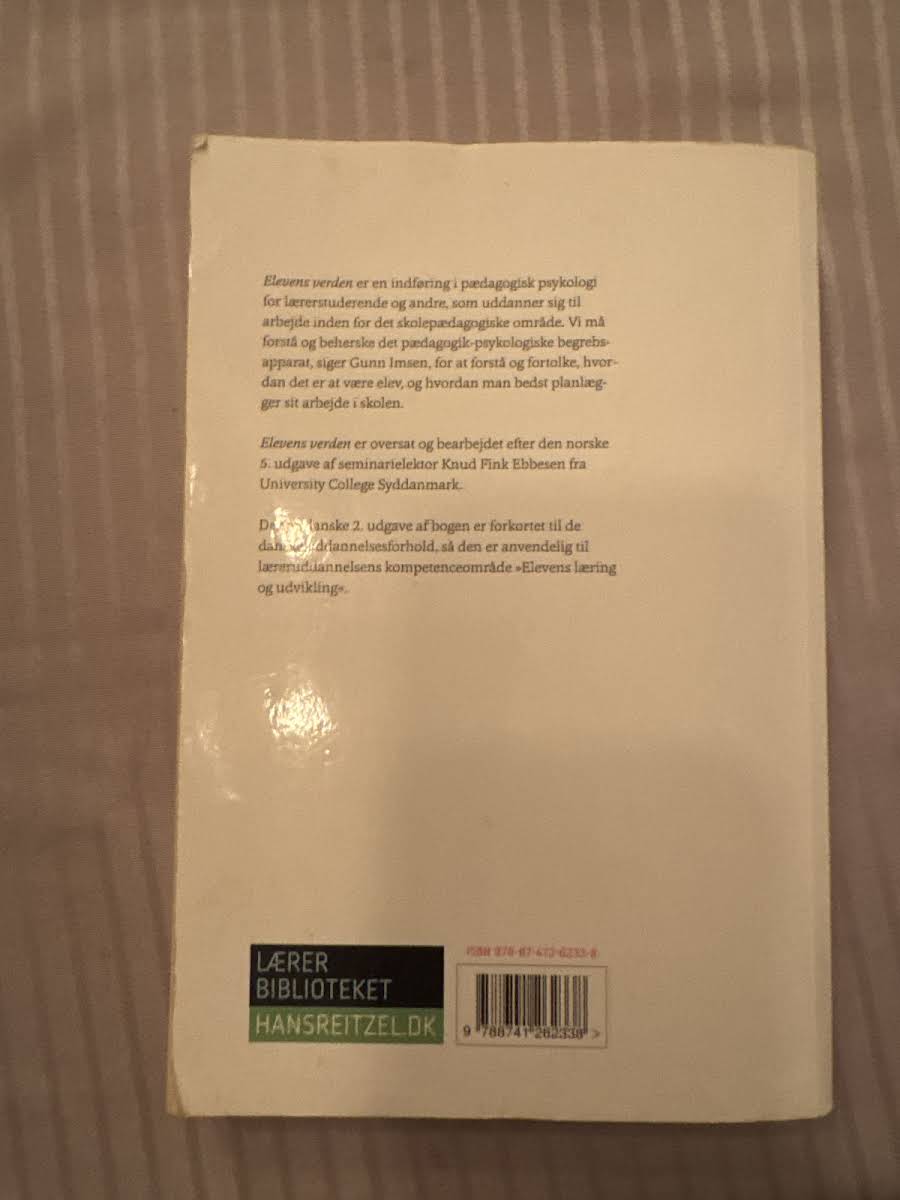 Elevens verden er en indføring i pædagogisk psykologi
for lærerstuderende og andre, som uddanner sig til
arbejde inden for det skolepædagogiske område. Vi må
forstå og beherske det pædagogik-psykologiske begrebs-
apparat, siger Gunn Imsen, for at forstå og fortolke, hvor-
dan det er at være elev, og hvordan man bedst planlæg-
ger sit arbejde i skolen.
Elevens verden er oversat og bearbejdet efter den norske
5. udgave af seminarielektor Knud Fink Ebbesen fra
University College Syddanmark.
danske 2. udgave af bogen er forkortet til de
danske uddannelsesforhold, så den er anvendelig til
læreruddannelsens kompetenceområde »Elevens læring
og udvikling«.
LÆRER
BIBLIOTEKET
HANSREITZEL.DK
ISBN 978-87-412-6233-8
9 788741 262338 >